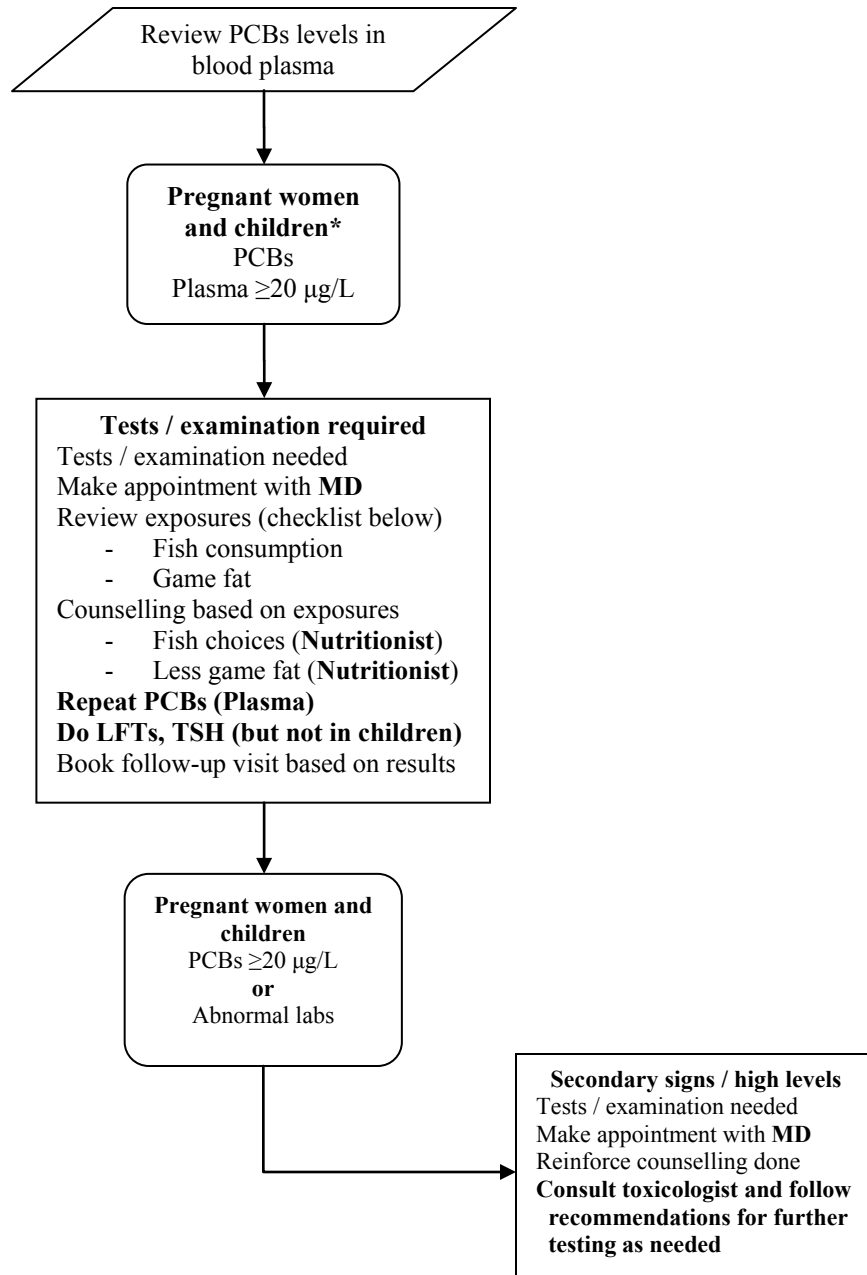 Review PCBs levels in
blood plasma
Pregnant women
and children*
PCBs
Plasma ≥20 μg/L
Tests / examination required
Tests / examination needed
Make appointment with MD
Review exposures (checklist below)
- Fish consumption
- Game fat
Counselling based on exposures
- Fish choices (Nutritionist)
- Less game fat (Nutritionist)
Repeat PCBs (Plasma)
Do LFTs, TSH (but not in children)
Book follow-up visit based on results
Pregnant women and
children
PCBs ≥20 μg/L
or
Abnormal labs
Secondary signs / high levels
Tests / examination needed
Make appointment with MD
Reinforce counselling done
Consult toxicologist and follow
recommendations for further
testing as needed